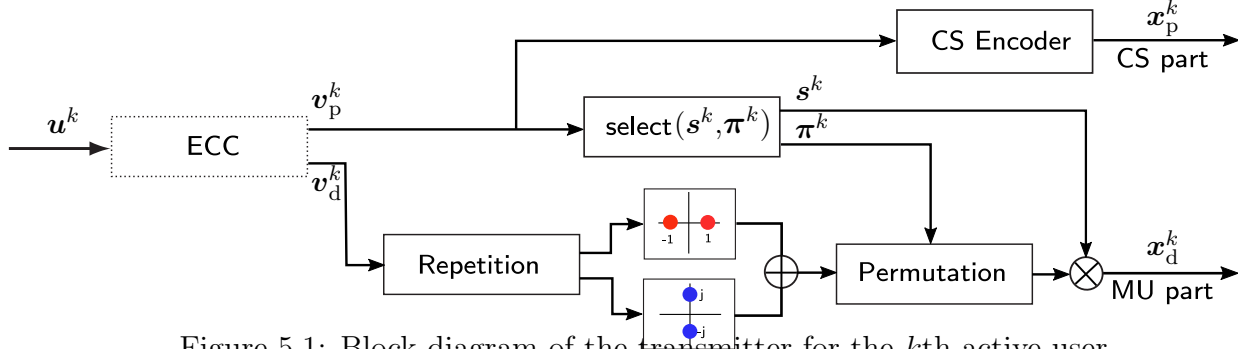 x_p^k
CS Encoder
CS part
v_p^k
s^k
u^k
select(s^k,π^k)
π^k
ECC
v_d^k
-1 1
x_d^k
Repetition
Permutation
j
MU part
-j
Figure 5.1: Block diagram of the transmitter for the kth active user